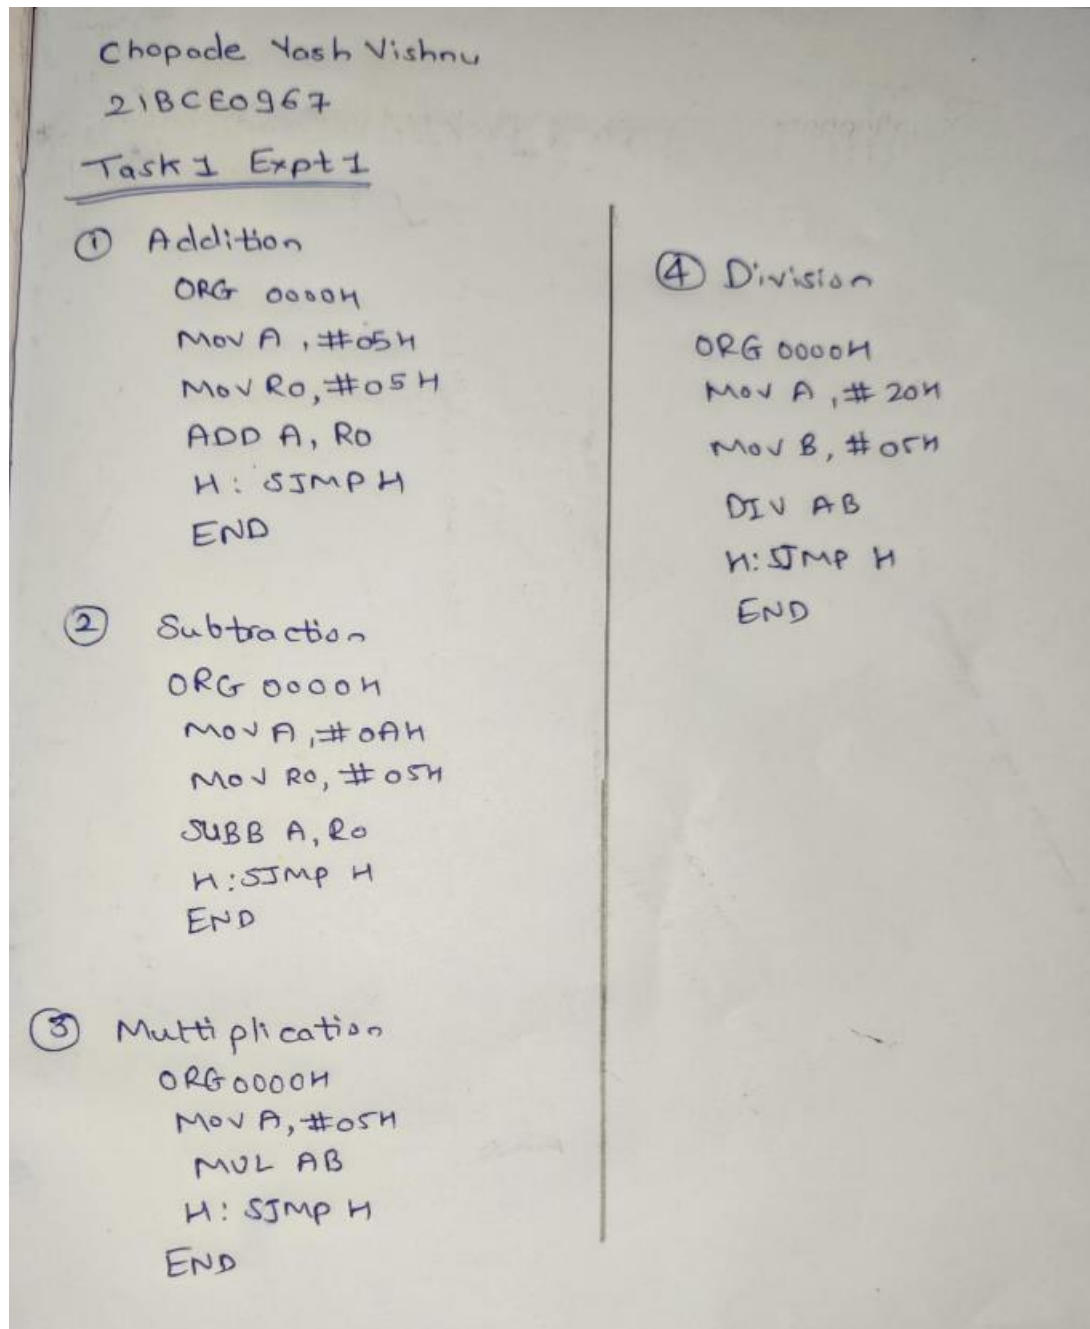 Chopade Yash Vishnu
21BCE0967
Task 1 Expt 1
① Addition
ORG 0000H
MOV A, #05H
MOV R0, #05H
ADD A, R0
H: SJMP H
END
② Subtraction
ORG 0000H
MOV A, #0AH
MOV R0, #05H
SUBB A, R0
H: SJMP H
END
③ Multiplication
ORG 0000H
MOV A, #05H
MUL AB
H: SJMP H
END
④ Division
ORG 0000H
MOV A, #20H
MOV B, #05H
DIV AB
H: SJMP H
END